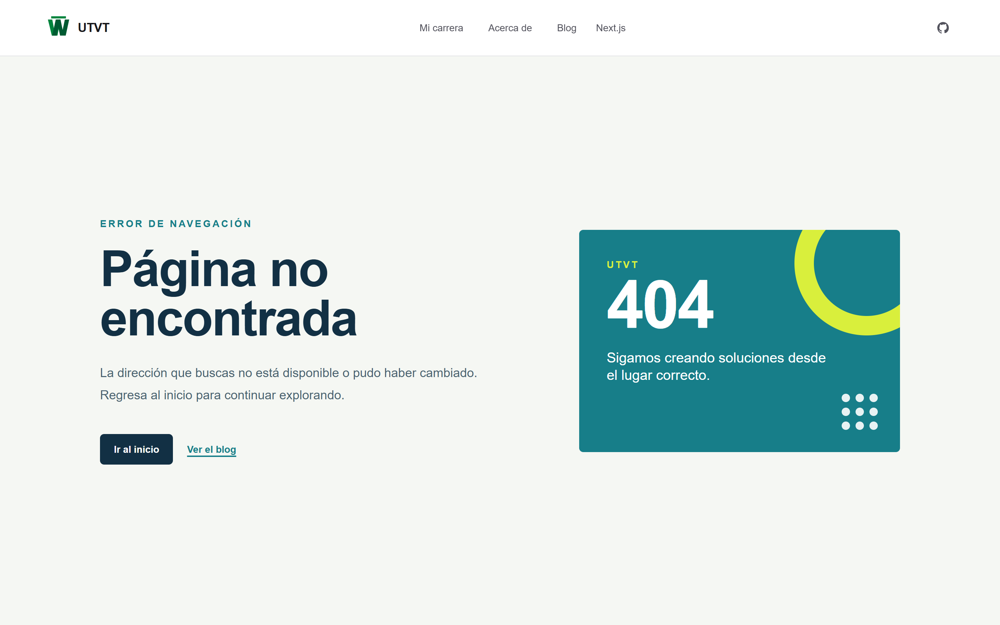 UTVT
Mi carrera
Acerca de
Blog
Next.js
ERROR DE NAVEGACIÓN
Página no
encontrada
La dirección que buscas no está disponible o pudo haber cambiado.
Regresa al inicio para continuar explorando.
Ir al inicio
Ver el blog
UTVT
404
Sigamos creando soluciones desde
el lugar correcto.